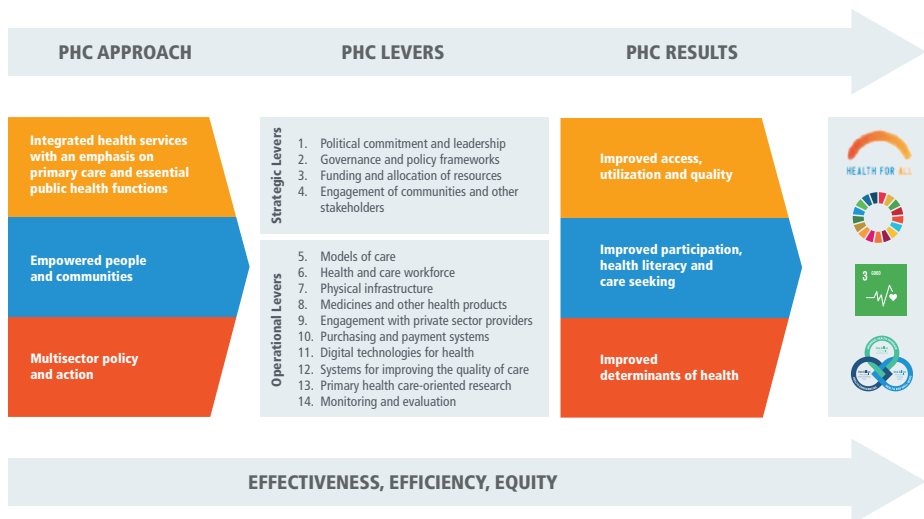 PHC APPROACH
PHC LEVERS
PHC RESULTS
Integrated health services
with an emphasis on
primary care and essential
public health functions
Empowered people
and communities
Multisector policy
and action
Strategic Levers
1. Political commitment and leadership
2. Governance and policy frameworks
3. Funding and allocation of resources
4. Engagement of communities and other
stakeholders
Operational Levers
5. Models of care
6. Health and care workforce
7. Physical infrastructure
8. Medicines and other health products
9. Engagement with private sector providers
10. Purchasing and payment systems
11. Digital technologies for health
12. Systems for improving the quality of care
13. Primary health care-oriented research
14. Monitoring and evaluation
Improved access,
utilization and quality
Improved participation,
health literacy and
care seeking
Improved
determinants of health
HEALTH FOR ALL
3 GOOD
EFFECTIVENESS, EFFICIENCY, EQUITY